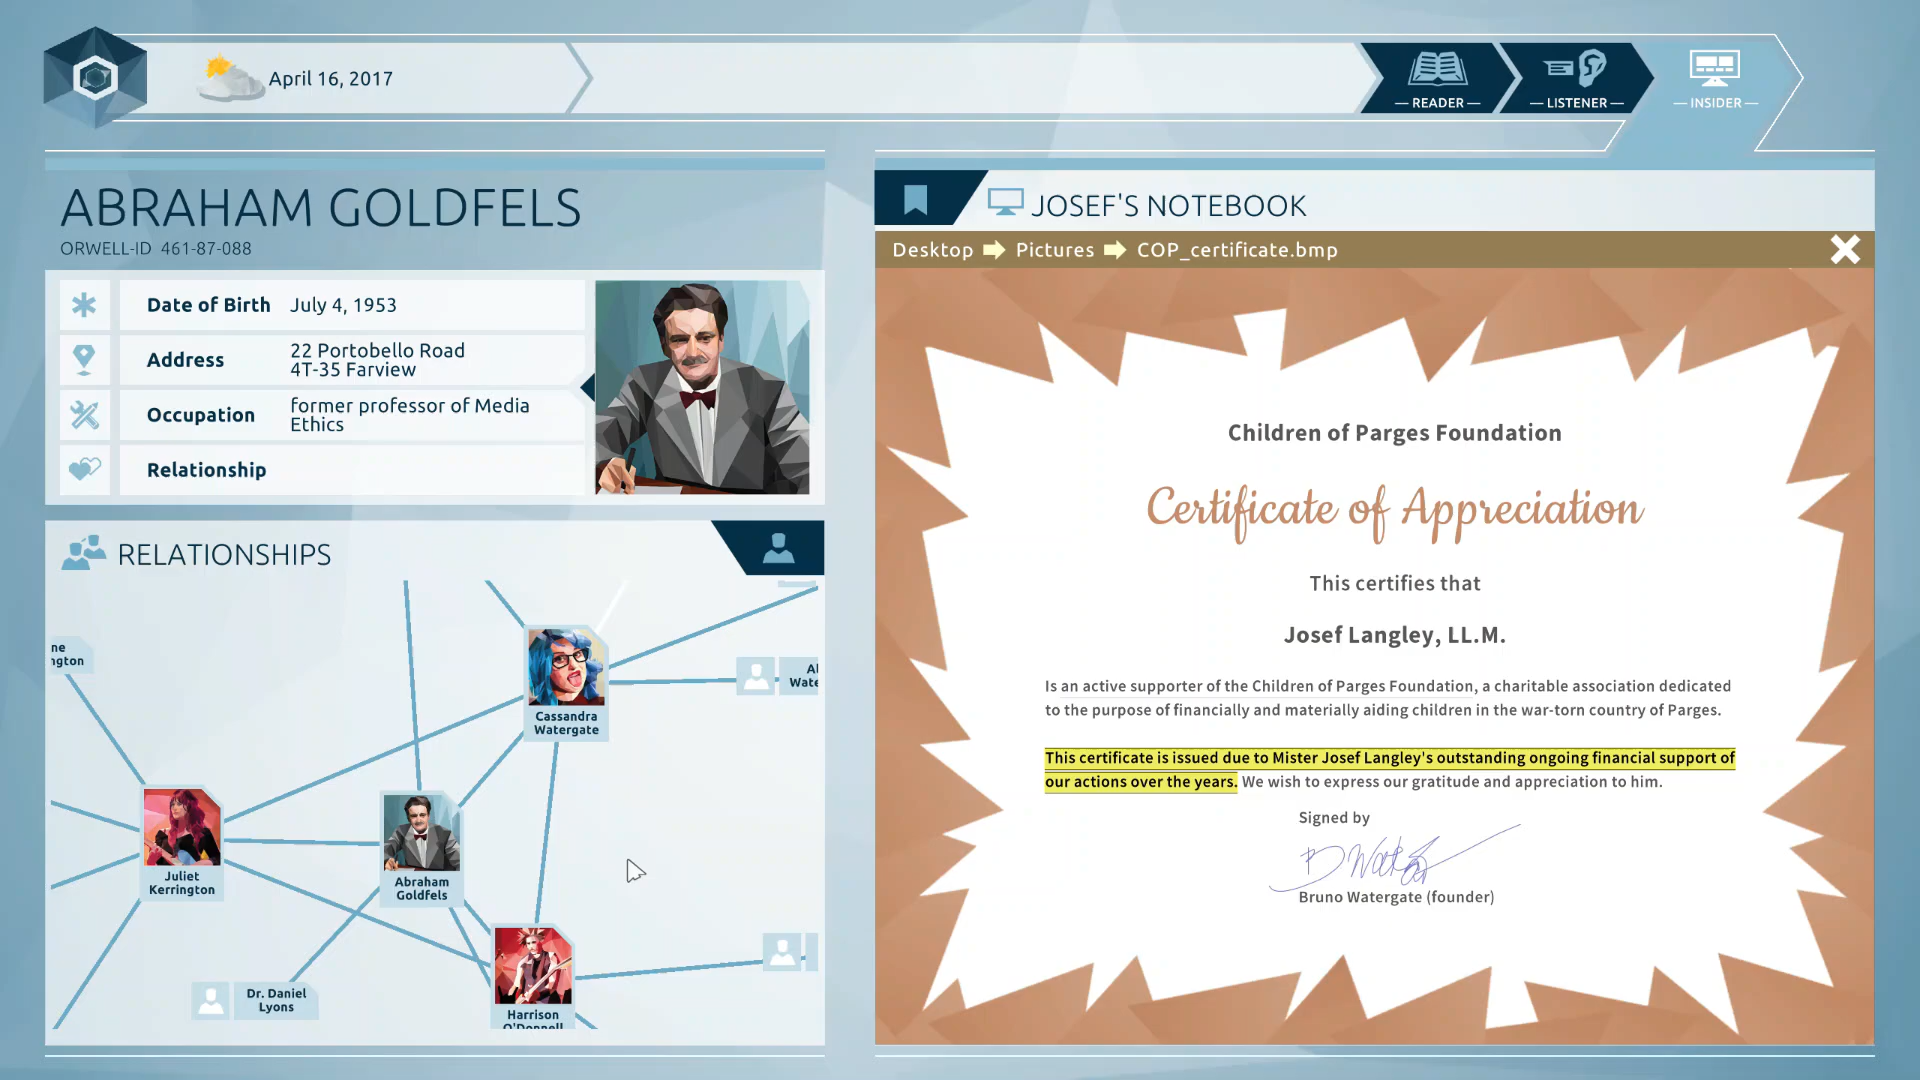 April 16, 2017
READER
LISTENER
INSIDER
ABRAHAM GOLDFELS
ORWELL-ID 461-87-088
Date of Birth July 4, 1953
Address 22 Portobello Road
4T-35 Farview
Occupation former professor of Media
Ethics
Relationship
RELATIONSHIPS
Cassandra
Watergate
Juliet
Kerrington
Abraham
Goldfels
Dr. Daniel
Lyons
Harrison
O'Donnell
JOSEF'S NOTEBOOK
Desktop Pictures COP_certificate.bmp
Children of Parges Foundation
Certificate of Appreciation
This certifies that
Josef Langley, LL.M.
Is an active supporter of the Children of Parges Foundation, a charitable association dedicated
to the purpose of financially and materially aiding children in the war-torn country of Parges.
This certificate is issued due to Mister Josef Langley's outstanding ongoing financial support of
our actions over the years. We wish to express our gratitude and appreciation to him.
Signed by
Bruno Watergate (founder)